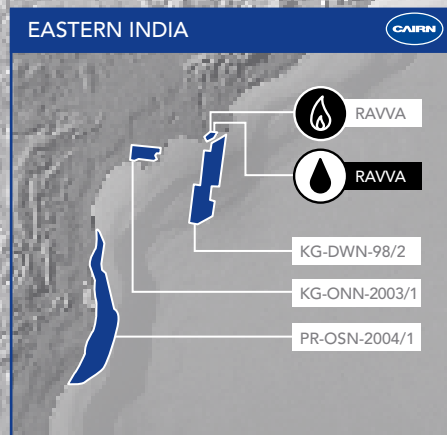 EASTERN INDIA
CAIRN
RAVVA
RAVVA
KG-DWN-98/2
KG-ONN-2003/1
PR-OSN-2004/1